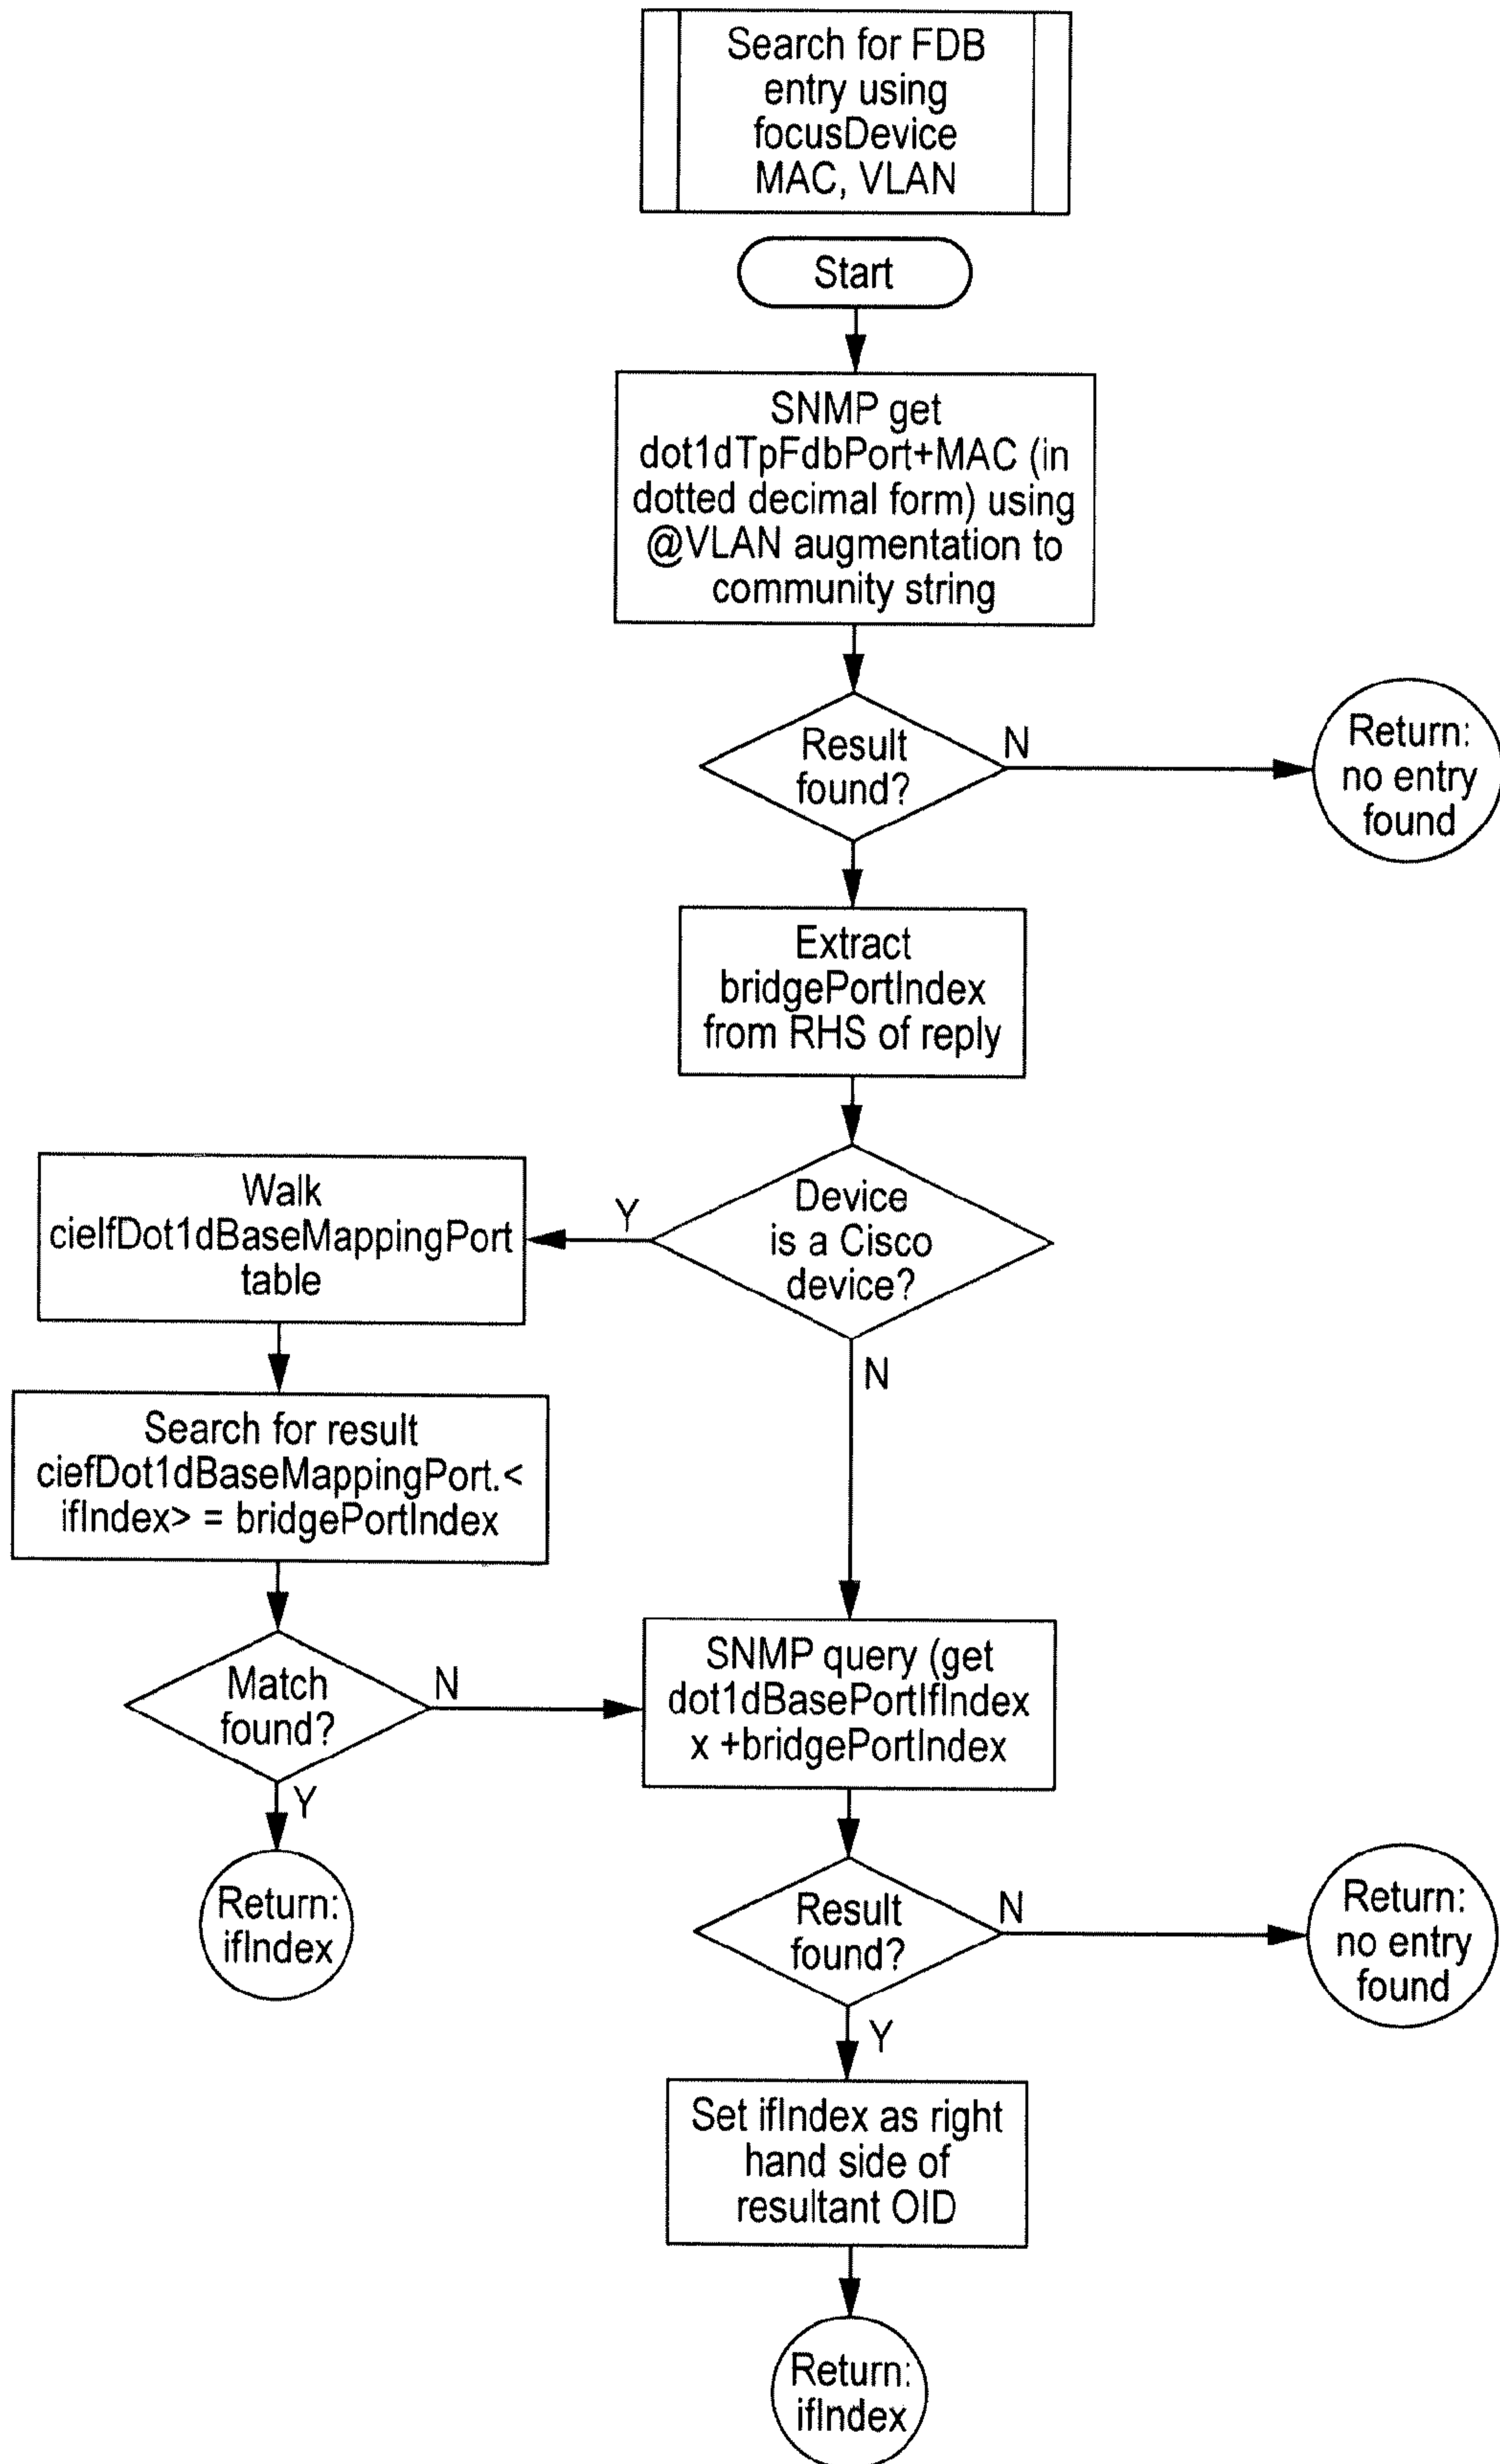 Search for FDB
entry using
focusDevice
MAC, VLAN
Start
SNMP get
dot1dTpFdbPort+MAC (in
dotted decimal form) using
@VLAN augmentation to
community string
Result
found?
N
Return:
no entry
found
Extract
bridgePortIndex
from RHS of reply
Device
is a Cisco
device?
Y
Walk
cieIfDot1dBaseMappingPort
table
N
Search for result
ciefDot1dBaseMappingPort.<
ifIndex> = bridgePortIndex
Match
found?
N
Y
Return:
ifIndex
SNMP query (get
dot1dBasePortIfIndex
x +bridgePortIndex
Result
found?
N
Return:
no entry
found
Y
Set ifIndex as right
hand side of
resultant OID
Return:
ifIndex